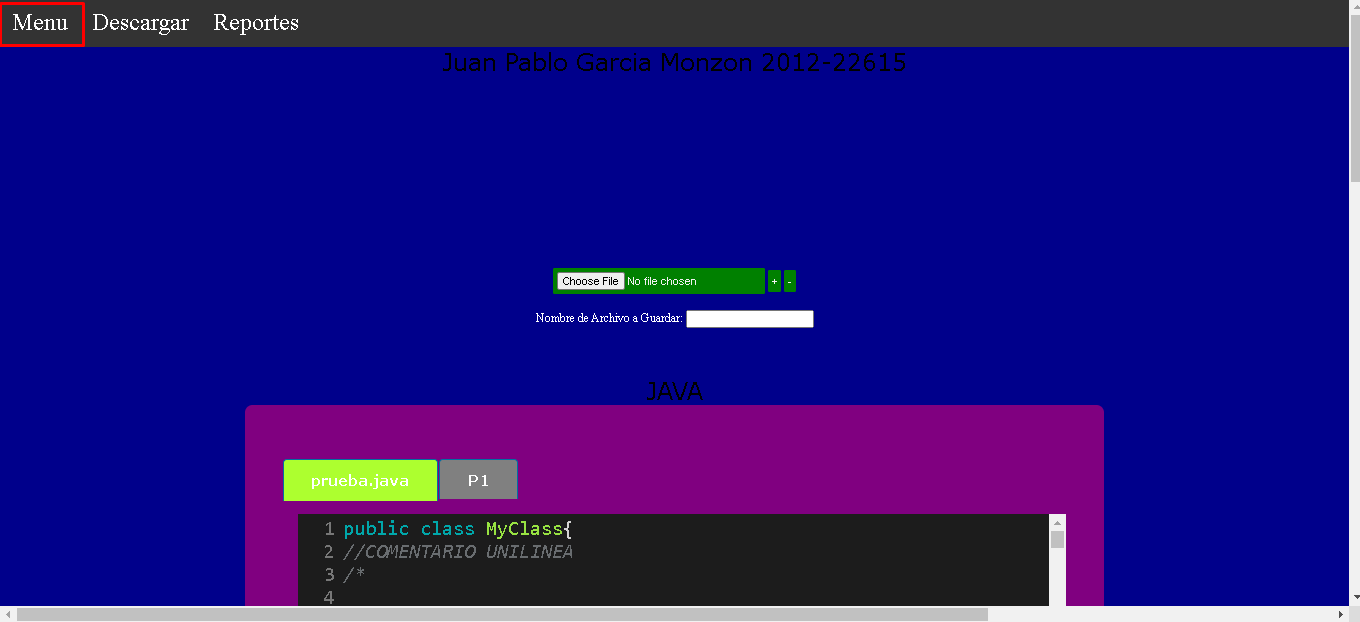 Menu Descargar Reportes
Juan Pablo Garcia Monzon 2012-22615
Choose File No file chosen + -
Nombre de Archivo a Guardar:
JAVA
prueba.java P1
1 public class MyClass{
2 //COMENTARIO UNILINEA
3 /*
4